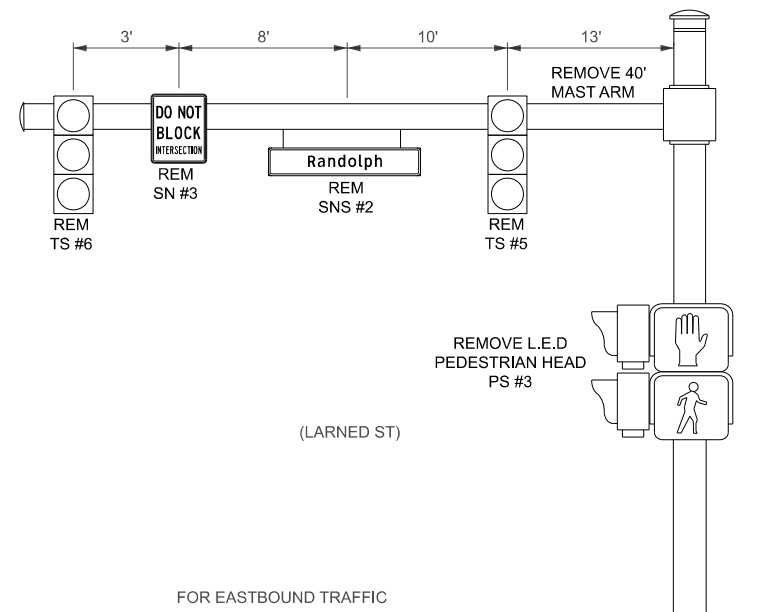 3' 8' 10' 13'
REMOVE 40'
MAST ARM
DO NOT
BLOCK
INTERSECTION
Randolph
REM
SN #3
REM
SNS #2
REM
TS #6
REM
TS #5
REMOVE L.E.D
PEDESTRIAN HEAD
PS #3
(LARNED ST)
FOR EASTBOUND TRAFFIC